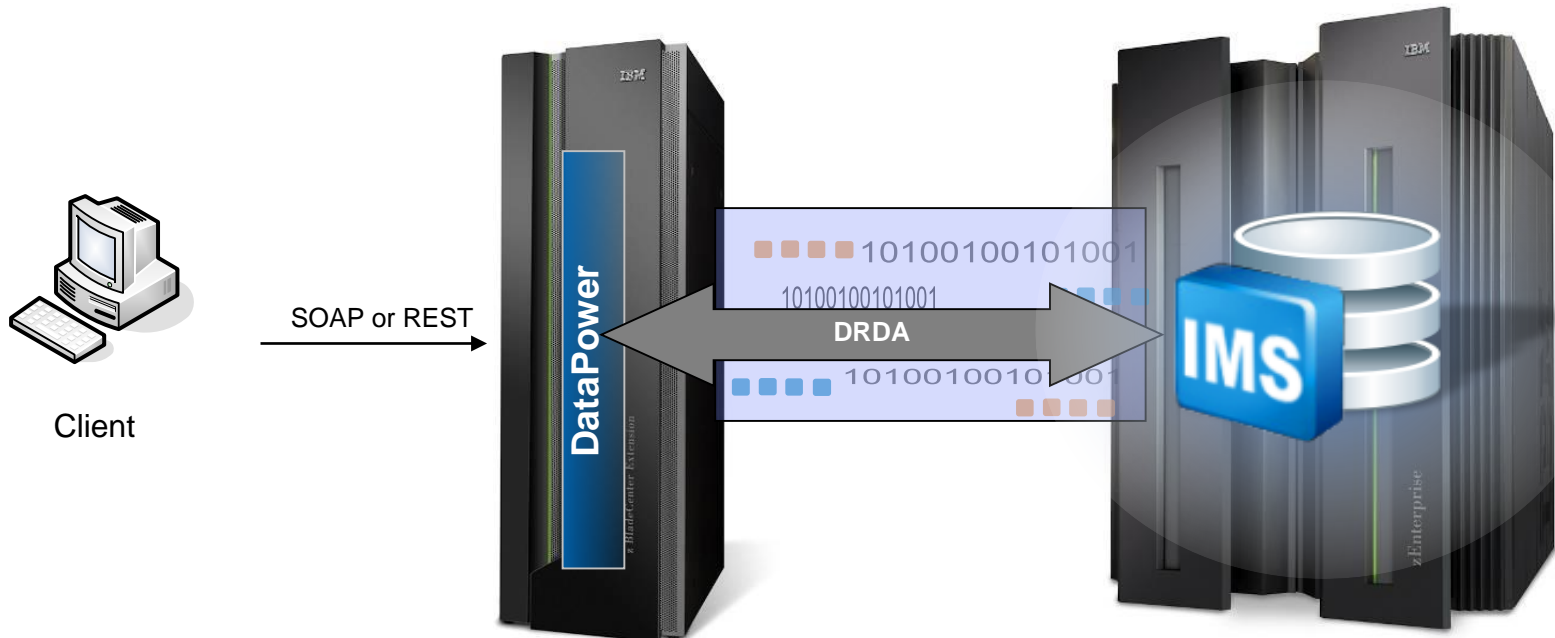 IBM
IBM
10100100101001
10100100101001
SOAP or REST
DataPower
DRDA
IMS
10100100101001
Client
z BladeCenter Extension
zEnterprise